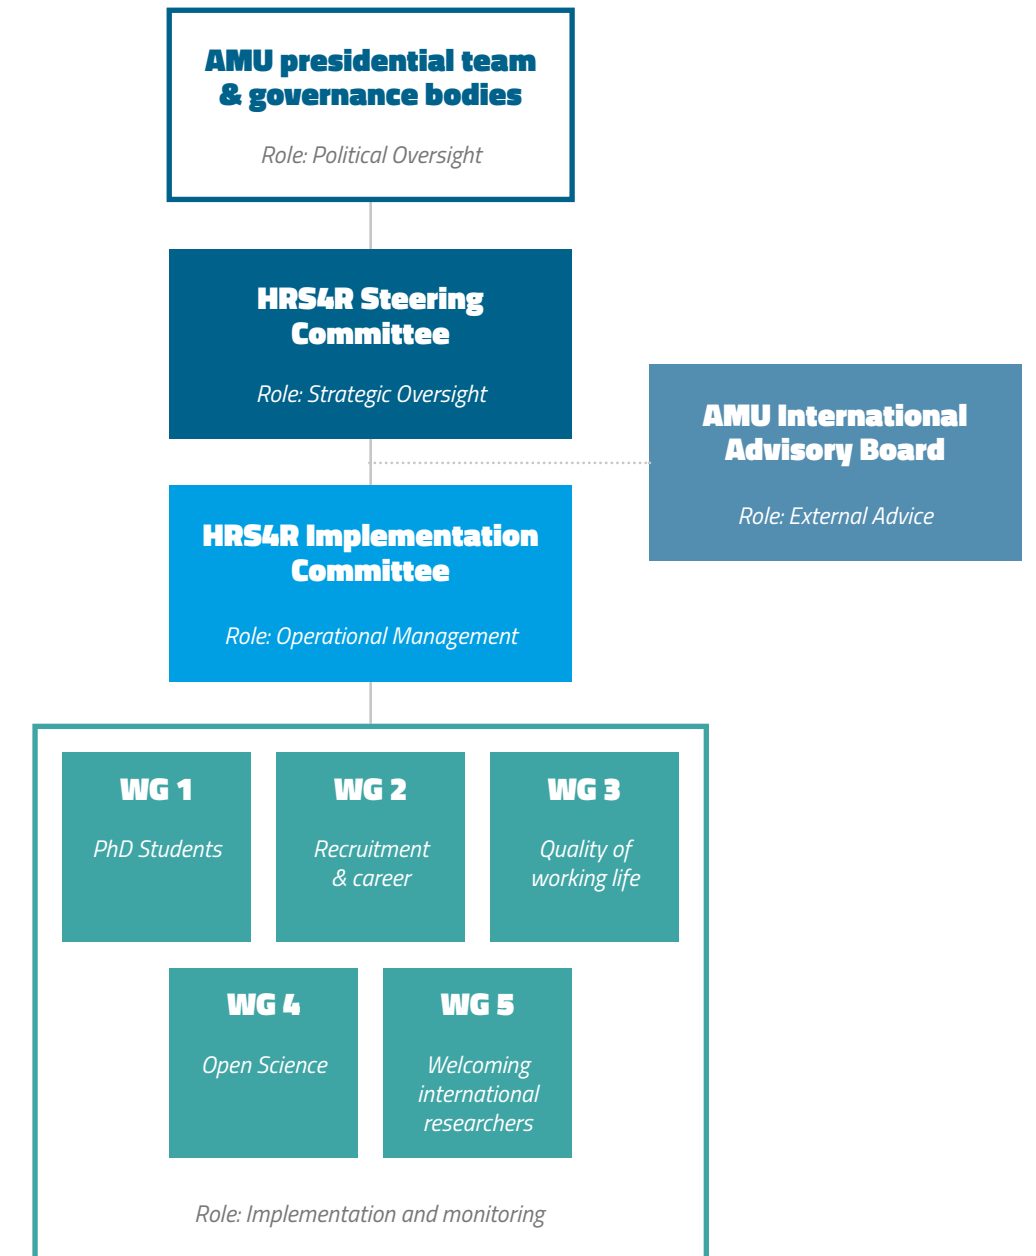 AMU presidential team
& governance bodies
Role: Political Oversight
HRS4R Steering
Committee
Role: Strategic Oversight
AMU International
Advisory Board
Role: External Advice
HRS4R Implementation
Committee
Role: Operational Management
WG 1
PhD Students
WG 2
Recruitment
& career
WG 3
Quality of
working life
WG 4
Open Science
WG 5
Welcoming
international
researchers
Role: Implementation and monitoring